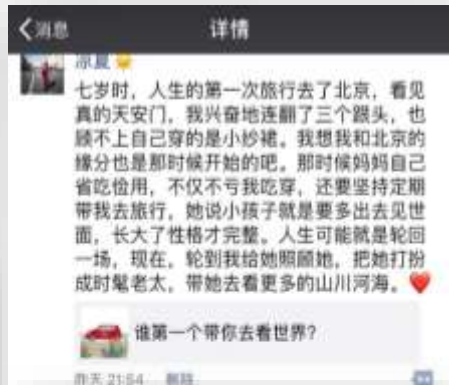 消息 详情
凉夏
七岁时，人生的第一次旅行去了北京，看见
真的天安门，我兴奋地连翻了三个跟头，也
顾不上自己穿的是小纱裙。我想我和北京的
缘分也是那时候开始的吧。那时候妈妈自己
省吃俭用，不仅不亏我吃穿，还要坚持定期
带我去旅行，她说小孩子就是要多出去见世
面，长大了性格才完整。人生可能就是轮回
一场，现在，轮到我给她照顾她，把她打扮
成时髦老太，带她去看更多的山川河海。
谁第一个带你去看世界？
昨天 21:54 删除